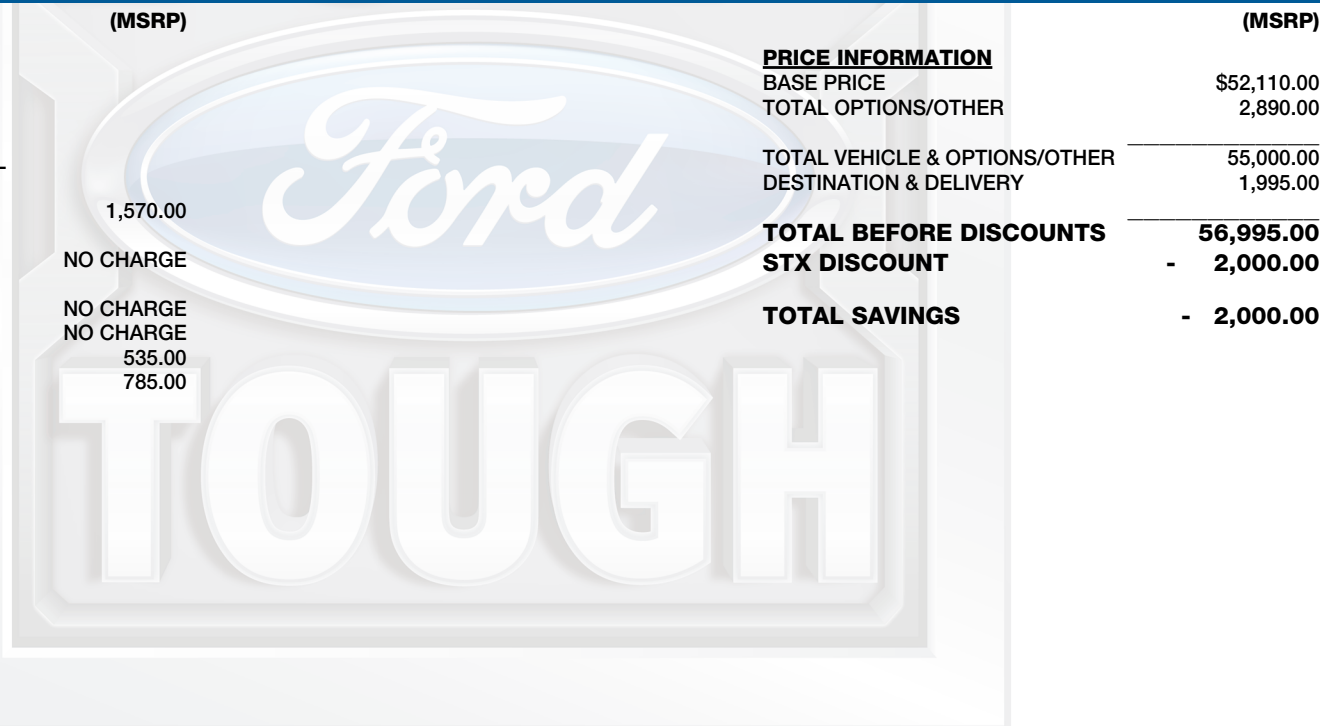 (MSRP)
1,570.00
NO CHARGE
NO CHARGE
NO CHARGE
535.00
785.00
(MSRP)
PRICE INFORMATION
BASE PRICE $52,110.00
TOTAL OPTIONS/OTHER 2,890.00
TOTAL VEHICLE & OPTIONS/OTHER 55,000.00
DESTINATION & DELIVERY 1,995.00
TOTAL BEFORE DISCOUNTS 56,995.00
STX DISCOUNT - 2,000.00
TOTAL SAVINGS - 2,000.00
Ford
TOUGH